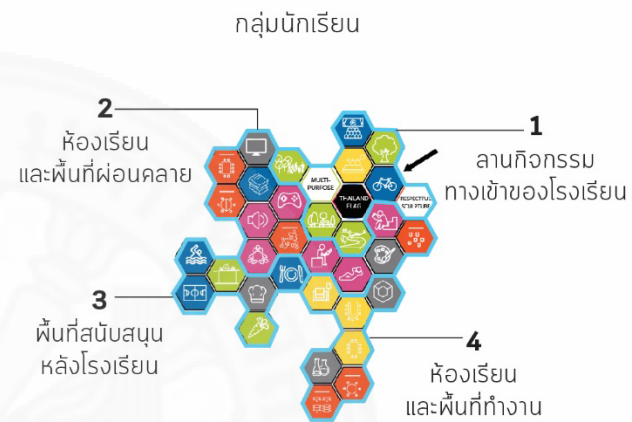 กลุ่มนักเรียน
2
ห้องเรียน
และพื้นที่ผ่อนคลาย
1
ลานกิจกรรม
ทางเข้าของโรงเรียน
MULTI-
PURPOSE
THAILAND
FLAG
RESPECTFUL
SCULPTURE
3
พื้นที่สนับสนุน
หลังโรงเรียน
4
ห้องเรียน
และพื้นที่ทำงาน